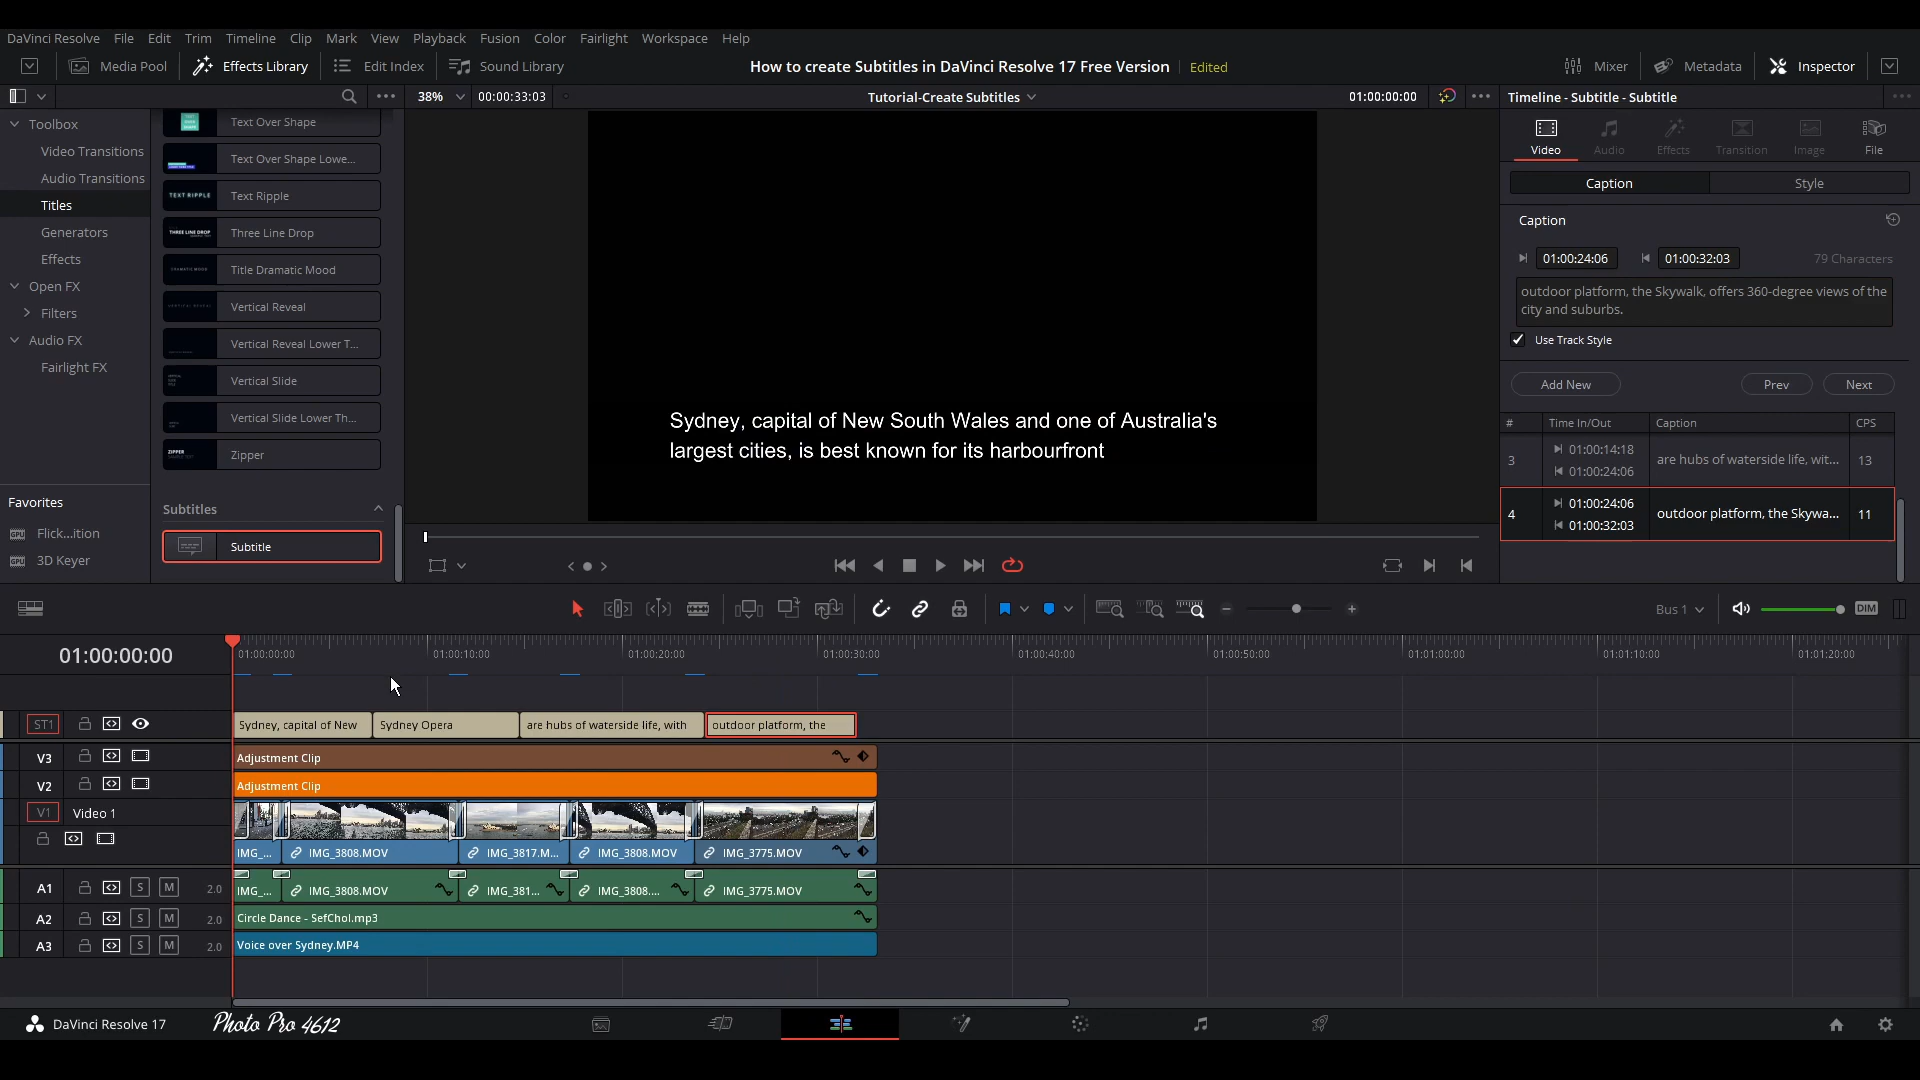 DaVinci Resolve File Edit Trim Timeline Clip Mark View Playback Fusion Color Fairlight Workspace Help
Media Pool Effects Library Edit Index Sound Library How to create Subtitles in DaVinci Resolve 17 Free Version Edited Mixer Metadata Inspector
38% 00:00:33:03 Tutorial-Create Subtitles 01:00:00:00 Timeline - Subtitle - Subtitle
Toolbox
Video Transitions
Audio Transitions
Titles
Generators
Effects
Open FX
Filters
Audio FX
Fairlight FX
Favorites
Flick...ition
3D Keyer
Text Over Shape
Text Over Shape Lowe...
TEXT RIPPLE Text Ripple
THREE LINE DROP Three Line Drop
Title Dramatic Mood
Vertical Reveal
Vertical Reveal Lower T...
Vertical Slide
Vertical Slide Lower Th...
ZIPPER Zipper
Subtitles
Subtitle
Sydney, capital of New South Wales and one of Australia's
largest cities, is best known for its harbourfront
Video Audio Effects Transition Image File
Caption Style
Caption
01:00:24:06 01:00:32:03 79 Characters
outdoor platform, the Skywalk, offers 360-degree views of the
city and suburbs.
Use Track Style
Add New Prev Next
# Time In/Out Caption CPS
3 01:00:14:18 01:00:24:06 are hubs of waterside life, wit... 13
4 01:00:24:06 01:00:32:03 outdoor platform, the Skywa... 11
Bus 1 DIM
01:00:00:00 01:00:00:00 01:00:10:00 01:00:20:00 01:00:30:00 01:00:40:00 01:00:50:00 01:01:00:00 01:01:10:00 01:01:20:00
ST1 Sydney, capital of New Sydney Opera are hubs of waterside life, with outdoor platform, the
V3 Adjustment Clip
V2 Adjustment Clip
V1 Video 1
IMG_... IMG_3808.MOV IMG_3817.M... IMG_3808.MOV IMG_3775.MOV
A1 S M 2.0 IMG_... IMG_3808.MOV IMG_381... IMG_3808.... IMG_3775.MOV
A2 S M 2.0 Circle Dance - SefChol.mp3
A3 S M 2.0 Voice over Sydney.MP4
DaVinci Resolve 17 Photo Pro 4612